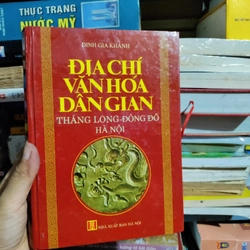 THỰC TRẠNG
NƯỚC MỸ
ĐINH GIA KHÁNH
ĐỊA CHÍ
VĂN HÓA
DÂN GIAN
THĂNG LONG-ĐÔNG ĐÔ
HÀ NỘI
NHÀ XUẤT BẢN HÀ NỘI